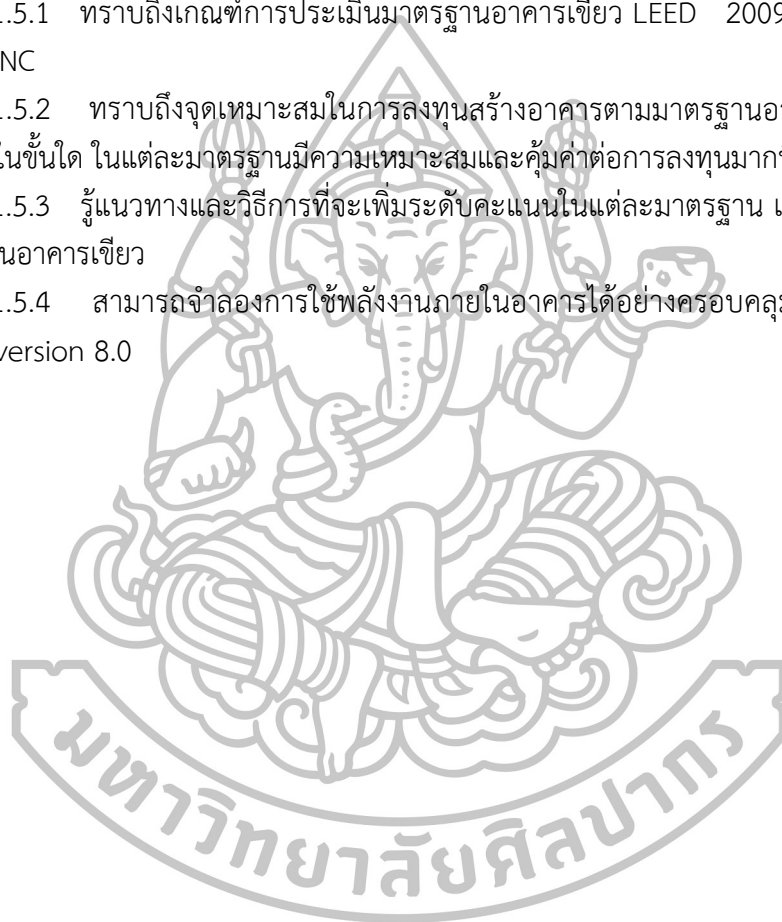 .5.1 ทราบถึงเกณฑ์การประเมินมาตรฐานอาคารเขียว LEED 2009
NC
.5.2 ทราบถึงจุดเหมาะสมในการลงทุนสร้างอาคารตามมาตรฐานอา
ในขั้นใด ในแต่ละมาตรฐานมีความเหมาะสมและคุ้มค่าต่อการลงทุนมาก
.5.3 รู้แนวทางและวิธีการที่จะเพิ่มระดับคะแนนในแต่ละมาตรฐาน เ
นอาคารเขียว
.5.4 สามารถจำลองการใช้พลังงานภายในอาคารได้อย่างครอบคลุม
version 8.0
มหาวิทยาลัยศิลปากร